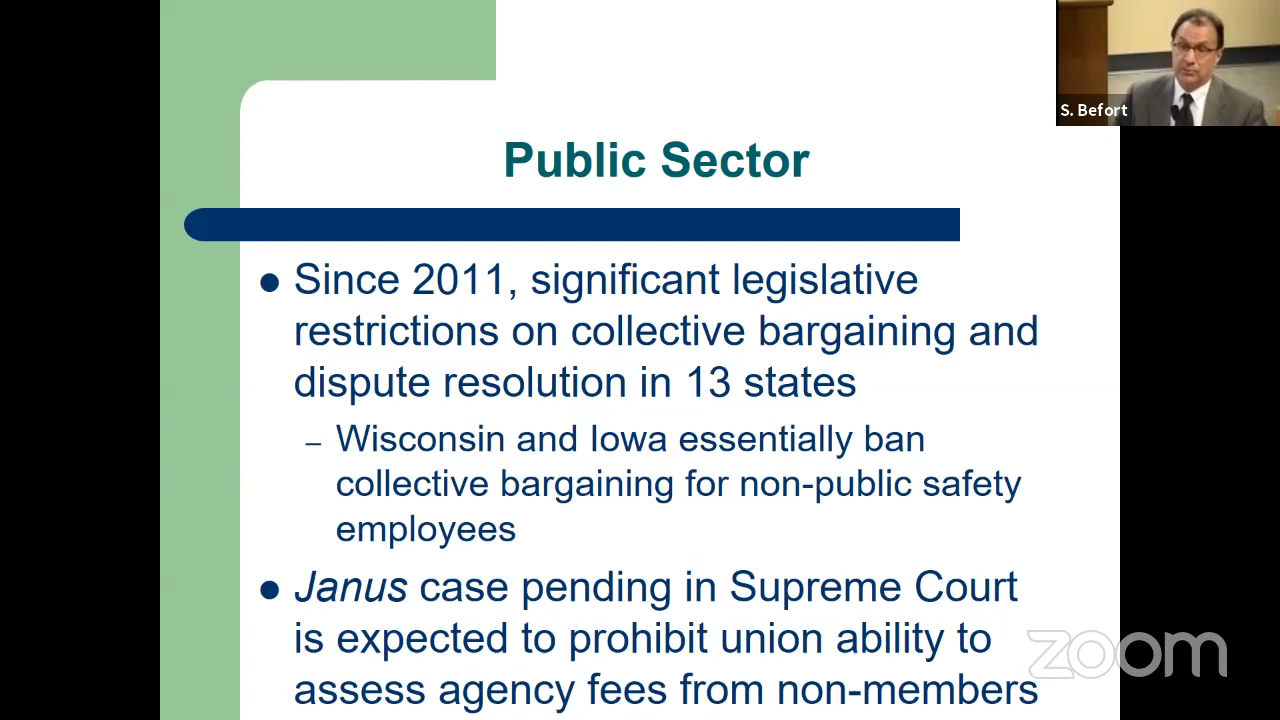 S. Befort
Public Sector
● Since 2011, significant legislative
restrictions on collective bargaining and
dispute resolution in 13 states
– Wisconsin and Iowa essentially ban
collective bargaining for non-public safety
employees
● Janus case pending in Supreme Court
is expected to prohibit union ability to
assess agency fees from non-members
zoom